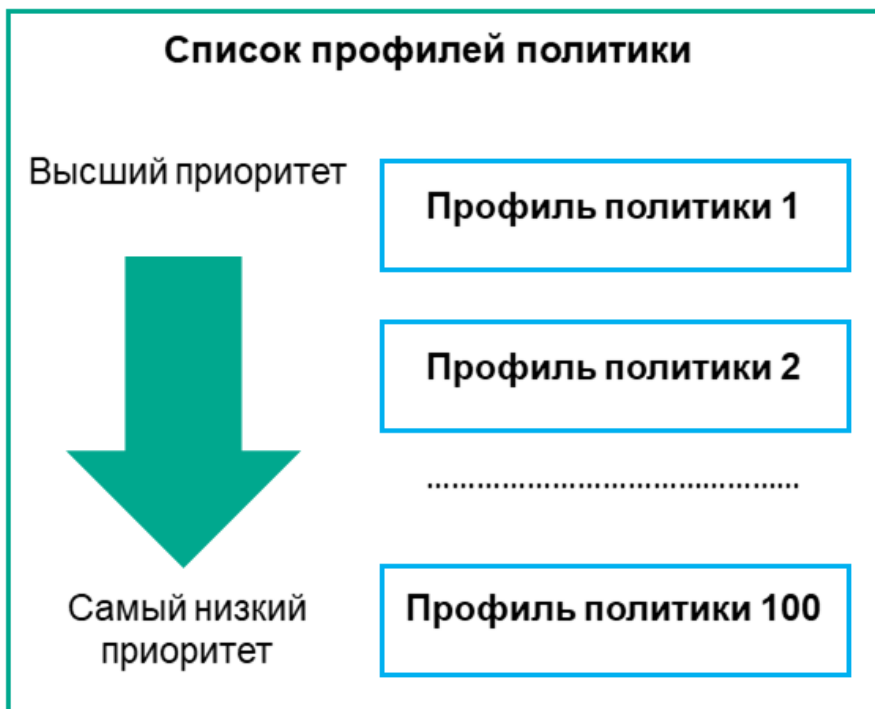 Список профилей политики
Высший приоритет
Профиль политики 1
Профиль политики 2
............................................
Самый низкий
приоритет
Профиль политики 100